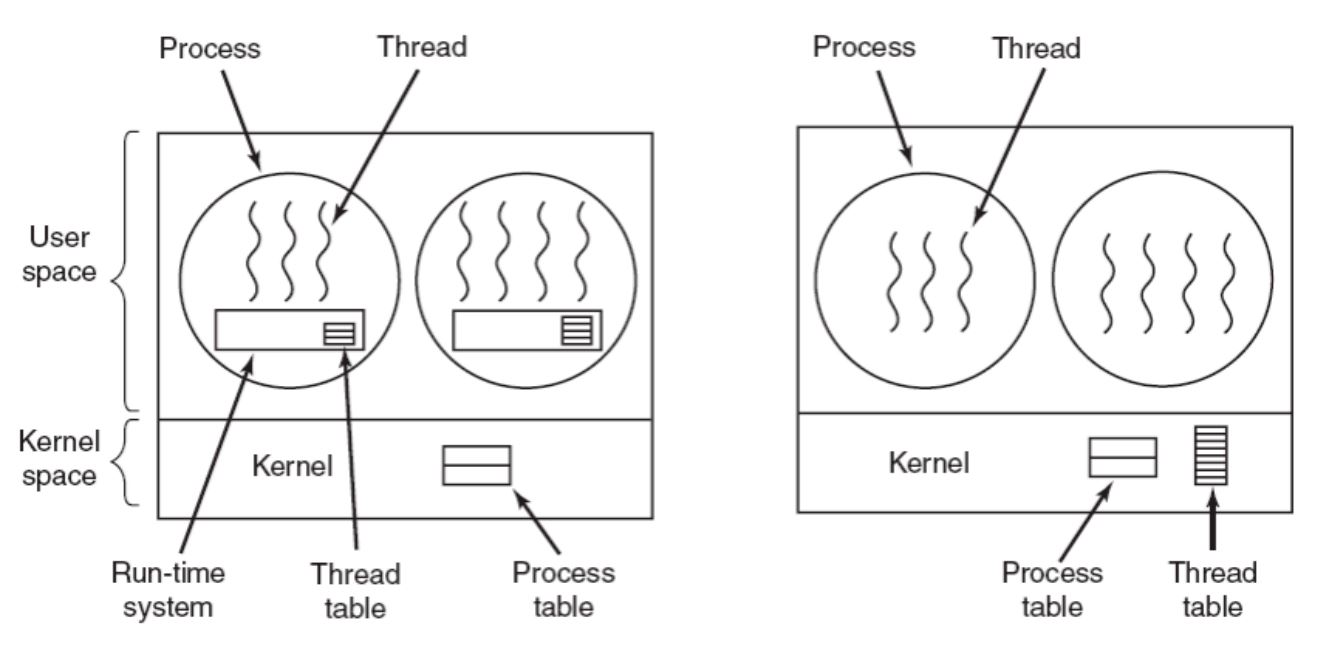 Process
Thread
Process
Thread
User
space
Kernel
space
Kernel
Kernel
Run-time
system
Thread
table
Process
table
Process
table
Thread
table